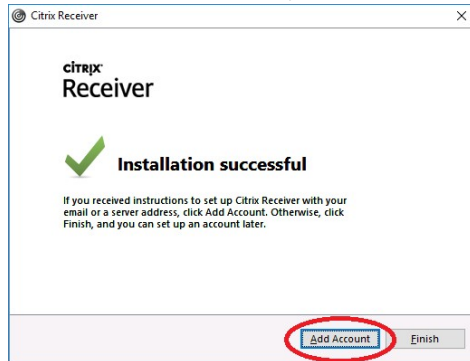 Citrix Receiver
CITRIX
Receiver
Installation successful
If you received instructions to set up Citrix Receiver with your
email or a server address, click Add Account. Otherwise, click
Finish, and you can set up an account later.
Add Account Finish